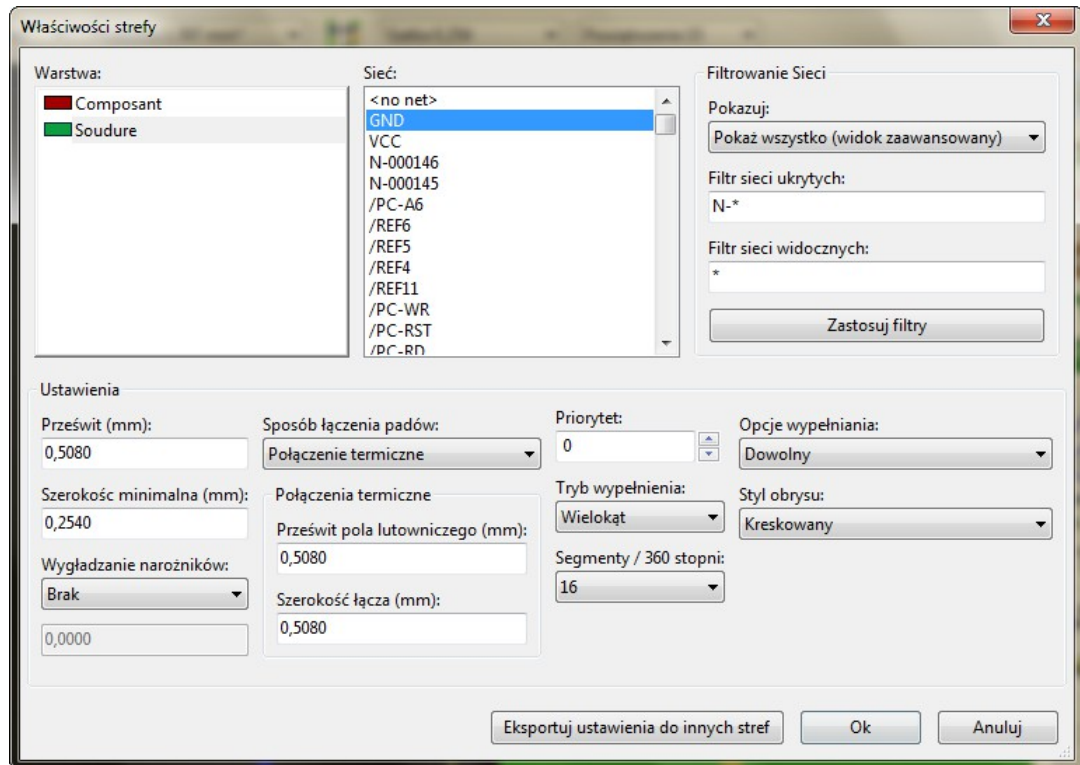 Właściwości strefy
Warstwa:
Composant
Soudure
Sieć:
<no net>
GND
VCC
N-000146
N-000145
/PC-A6
/REF6
/REF5
/REF4
/REF11
/PC-WR
/PC-RST
/PC-RD
Filtrowanie Sieci
Pokazuj:
Pokaż wszystko (widok zaawansowany)
Filtr sieci ukrytych:
N-*
Filtr sieci widocznych:
*
Zastosuj filtry
Ustawienia
Prześwit (mm):
0,5080
Szerokośc minimalna (mm):
0,2540
Wygładzanie narożników:
Brak
0,0000
Sposób łączenia padów:
Połączenie termiczne
Połączenia termiczne
Prześwit pola lutowniczego (mm):
0,5080
Szerokość łącza (mm):
0,5080
Priorytet:
0
Tryb wypełnienia:
Wielokąt
Segmenty / 360 stopni:
16
Opcje wypełniania:
Dowolny
Styl obrysu:
Kreskowany
Eksportuj ustawienia do innych stref
Ok
Anuluj